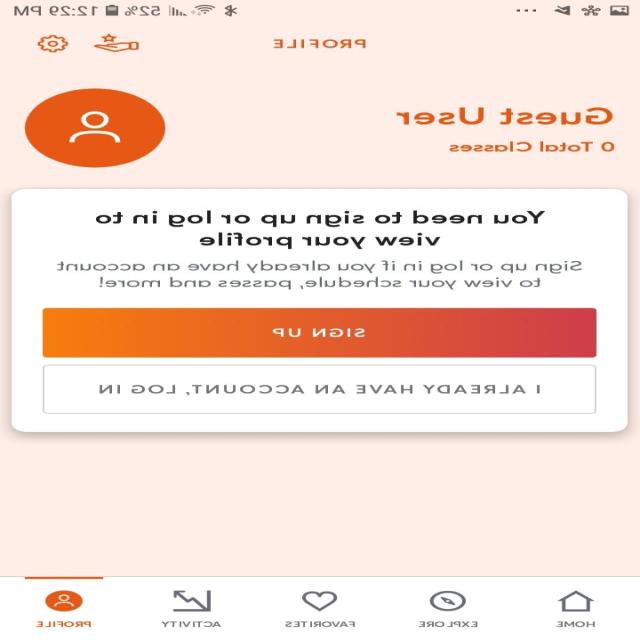 52% 12:29 PM
PROFILE
Guest User
0 Total Classes
You need to sign up or log in to
view your profile
Sign up or log in if you already have an account
to view your schedule, passes and more!
SIGN UP
I ALREADY HAVE AN ACCOUNT, LOG IN
HOME EXPLORE FAVORITES ACTIVITY PROFILE